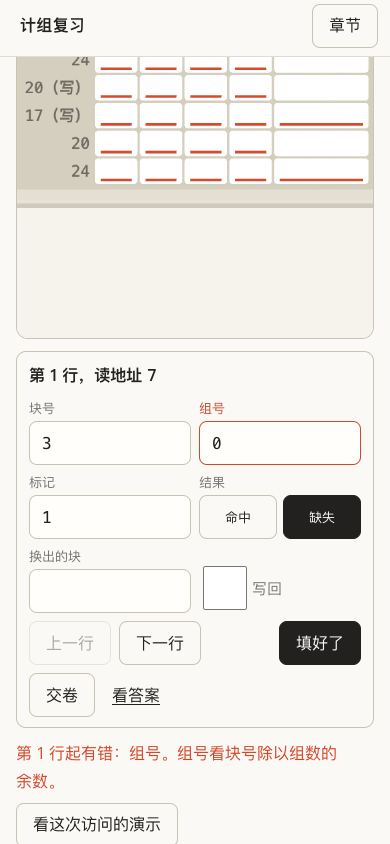 计组复习
章节
24
20（写）
17（写）
20
24
第 1 行，读地址 7
块号
组号
3
0
标记
结果
1
命中
缺失
换出的块
写回
上一行
下一行
填好了
交卷
看答案
第 1 行起有错：组号。组号看块号除以组数的
余数。
看这次访问的演示